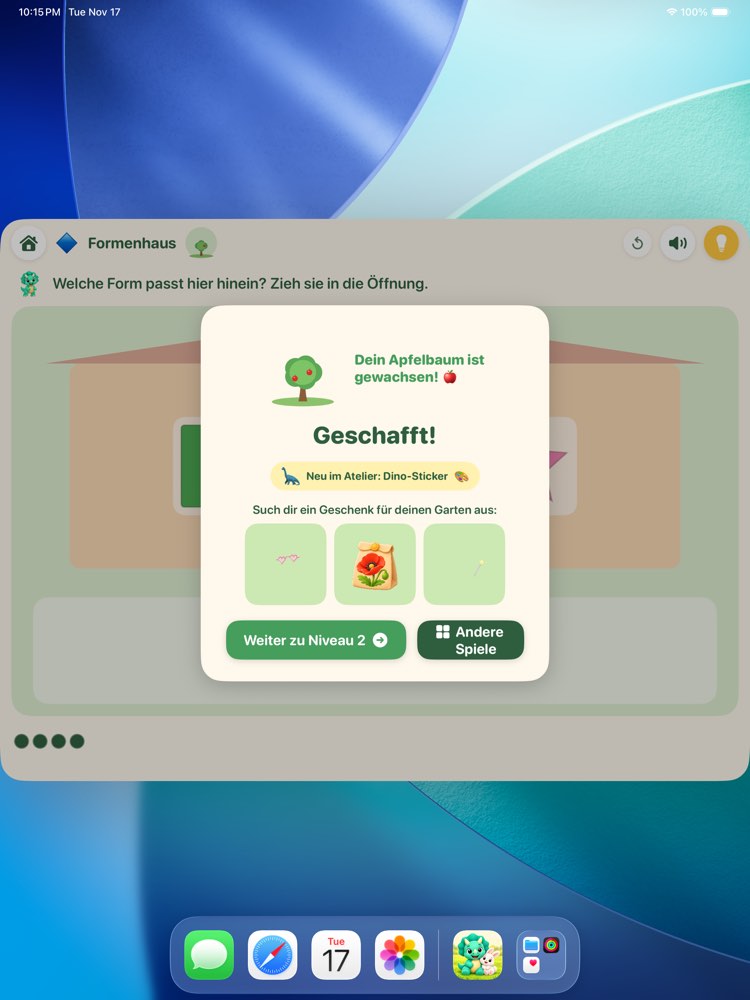 10:15 PM Tue Nov 17
100%
Formenhaus
Welche Form passt hier hinein? Zieh sie in die Öffnung.
Dein Apfelbaum ist
gewachsen!
Geschafft!
Neu im Atelier: Dino-Sticker
Such dir ein Geschenk für deinen Garten aus:
Weiter zu Niveau 2
Andere
Spiele
Tue
17